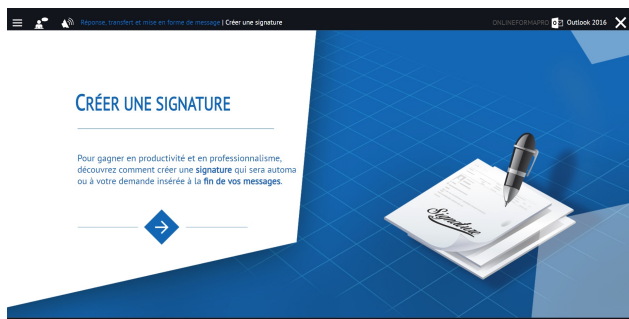 Réponse, transfert et mise en forme de message | Créer une signature
ONLINEFORMAPRO Outlook 2016
CRÉER UNE SIGNATURE
Pour gagner en productivité et en professionnalisme,
découvrez comment créer une signature qui sera automa
ou à votre demande insérée à la fin de vos messages.
Signature